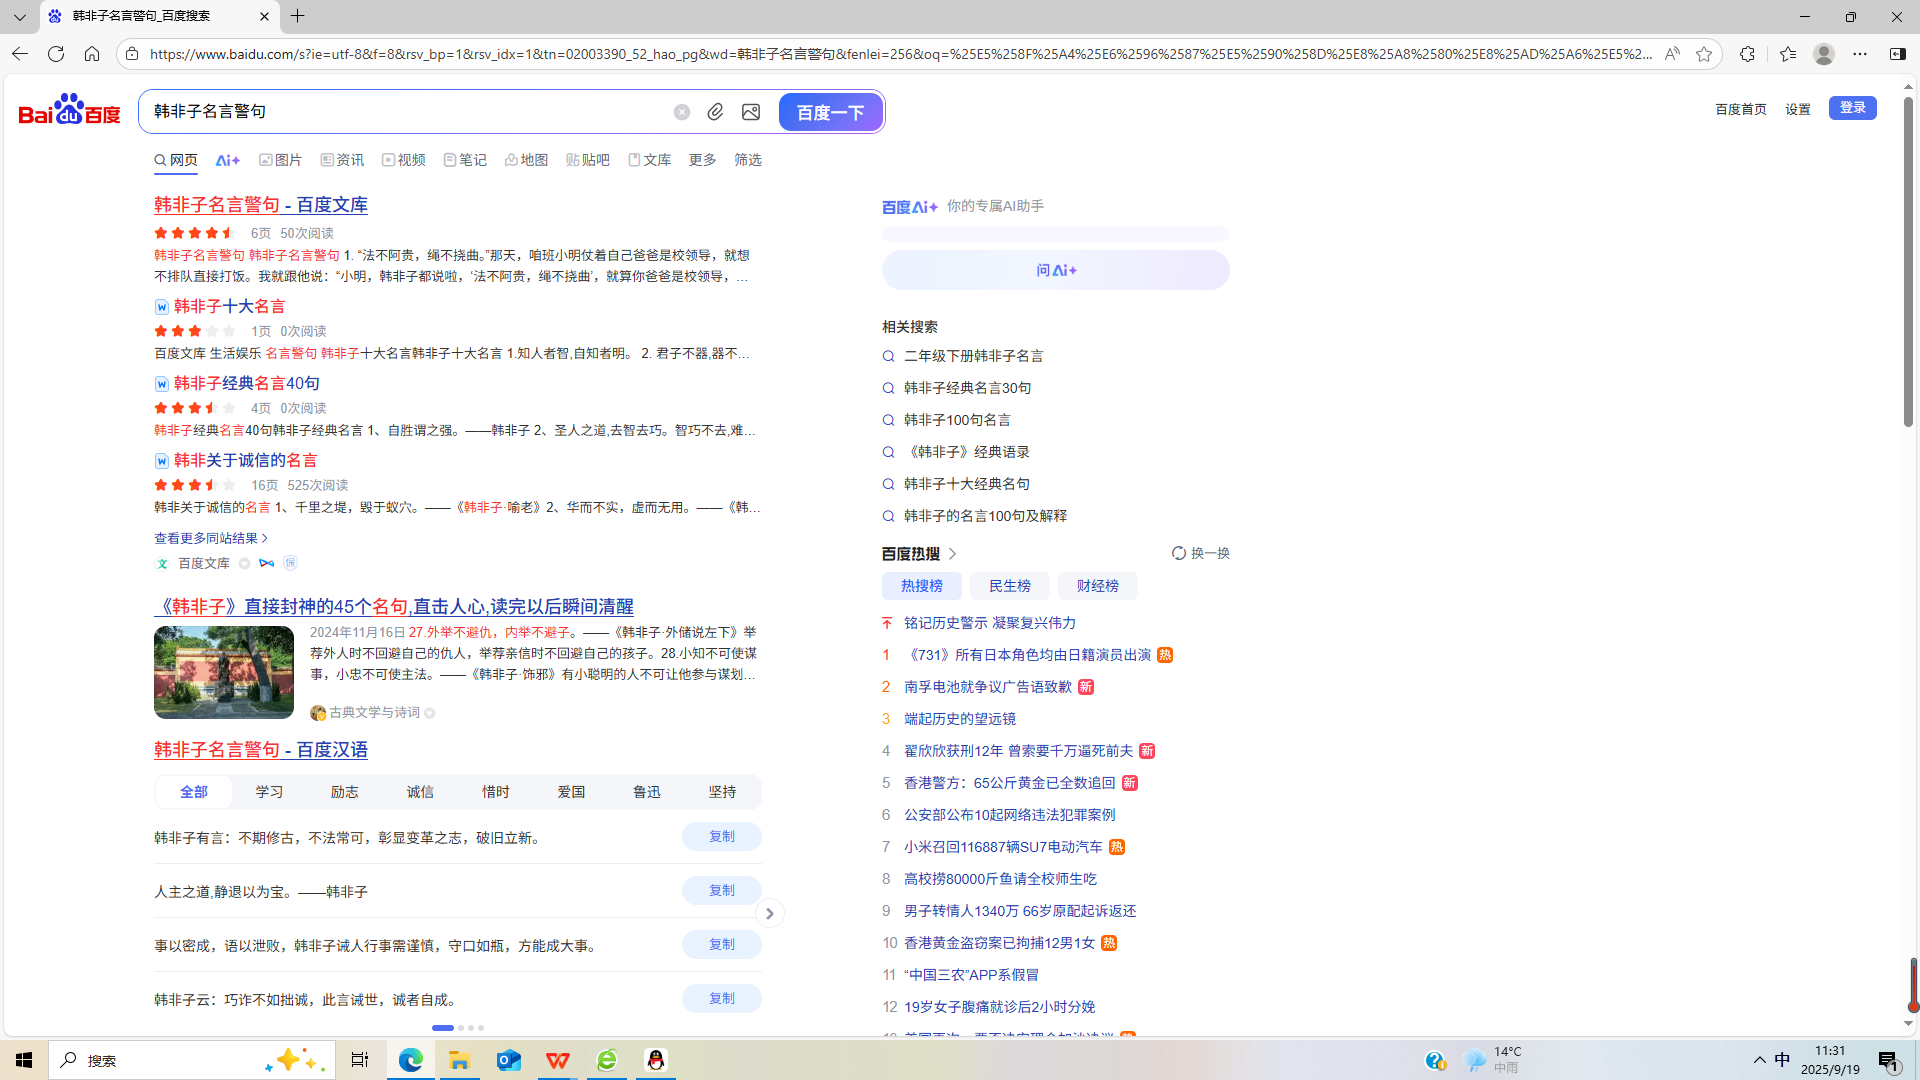 韩非子名言警句_百度搜索
https://www.baidu.com/s?ie=utf-8&f=8&rsv_bp=1&rsv_idx=1&tn=02003390_52_hao_pg&wd=韩非子名言警句&fenlei=256&oq=%25E5%258F%25A4%25E6%2596%2587%25E5%2590%258D%25E8%25A8%2580%25E8%25AD%25A6%25E5%2...
Bai du 百度
韩非子名言警句
百度一下
百度首页 设置 登录
网页 Ai+ 图片 资讯 视频 笔记 地图 贴吧 文库 更多 筛选
韩非子名言警句 - 百度文库
6页 50次阅读
韩非子名言警句 韩非子名言警句 1. “法不阿贵，绳不挠曲。”那天，咱班小明仗着自己爸爸是校领导，就想
不排队直接打饭。我就跟他说：“小明，韩非子都说啦，‘法不阿贵，绳不挠曲’，就算你爸爸是校领导，...
韩非子十大名言
1页 0次阅读
百度文库 生活娱乐 名言警句 韩非子十大名言韩非子十大名言 1.知人者智,自知者明。 2. 君子不器,器不...
韩非子经典名言40句
4页 0次阅读
韩非子经典名言40句韩非子经典名言 1、自胜谓之强。——韩非子 2、圣人之道,去智去巧。智巧不去,难...
韩非关于诚信的名言
16页 525次阅读
韩非关于诚信的名言 1、千里之堤，毁于蚁穴。——《韩非子·喻老》2、华而不实，虚而无用。——《韩...
查看更多同站结果
百度文库 保
《韩非子》直接封神的45个名句,直击人心,读完以后瞬间清醒
2024年11月16日 27.外举不避仇，内举不避子。——《韩非子·外储说左下》举
荐外人时不回避自己的仇人，举荐亲信时不回避自己的孩子。28.小知不可使谋
事，小忠不可使主法。——《韩非子·饰邪》有小聪明的人不可让他参与谋划...
古典文学与诗词
韩非子名言警句 - 百度汉语
全部 学习 励志 诚信 惜时 爱国 鲁迅 坚持
韩非子有言：不期修古，不法常可，彰显变革之志，破旧立新。 复制
人主之道,静退以为宝。——韩非子 复制
事以密成，语以泄败，韩非子诫人行事需谨慎，守口如瓶，方能成大事。 复制
韩非子云：巧诈不如拙诚，此言诫世，诚者自成。 复制
百度Ai+ 你的专属AI助手
问Ai+
相关搜索
二年级下册韩非子名言
韩非子经典名言30句
韩非子100句名言
《韩非子》经典语录
韩非子十大经典名句
韩非子的名言100句及解释
百度热搜 换一换
热搜榜 民生榜 财经榜
铭记历史警示 凝聚复兴伟力
1 《731》所有日本角色均由日籍演员出演 热
2 南孚电池就争议广告语致歉 新
3 端起历史的望远镜
4 翟欣欣获刑12年 曾索要千万逼死前夫 新
5 香港警方：65公斤黄金已全数追回 新
6 公安部公布10起网络违法犯罪案例
7 小米召回116887辆SU7电动汽车 热
8 高校捞80000斤鱼请全校师生吃
9 男子转情人1340万 66岁原配起诉返还
10 香港黄金盗窃案已拘捕12男1女 热
11 “中国三农”APP系假冒
12 19岁女子腹痛就诊后2小时分娩
搜索
14°C
中雨
中
11:31
2025/9/19
1